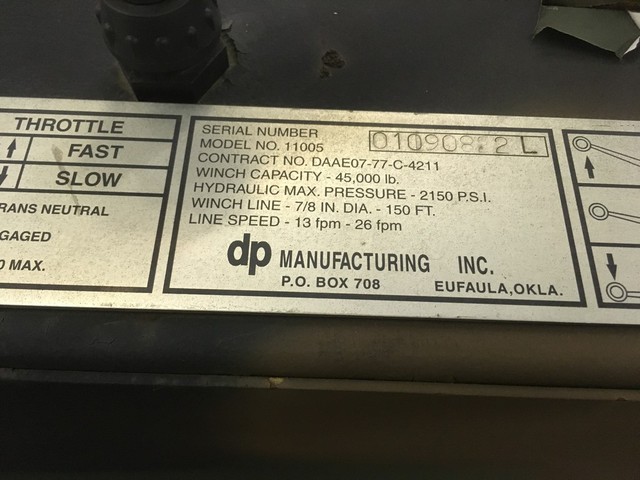 THROTTLE
FAST
SLOW
RANS NEUTRAL
GAGED
0 MAX.
SERIAL NUMBER
MODEL NO. 11005
CONTRACT NO. DAAE07-77-C-4211
WINCH CAPACITY - 45,000 lb.
HYDRAULIC MAX. PRESSURE - 2150 P.S.I.
WINCH LINE - 7/8 IN. DIA. - 150 FT.
LINE SPEED - 13 fpm - 26 fpm
dp MANUFACTURING INC.
P.O. BOX 708 EUFAULA,OKLA.